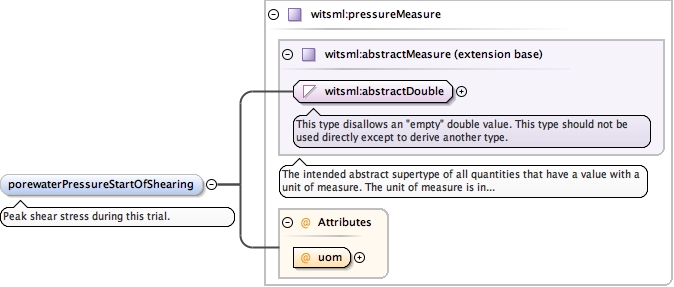 witsml:pressureMeasure
witsml:abstractMeasure (extension base)
witsml:abstractDouble
This type disallows an "empty" double value. This type should not be
used directly except to derive another type.
The intended abstract supertype of all quantities that have a value with a
unit of measure. The unit of measure is in...
porewaterPressureStartOfShearing
Peak shear stress during this trial.
@ Attributes
@ uom